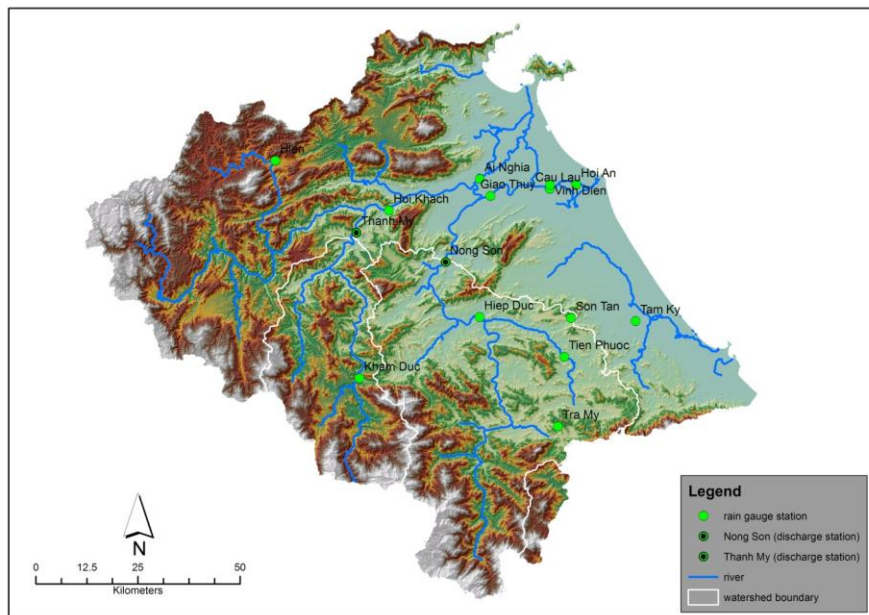 Hien
Ai Nghia
Giao Thuy
Cau Lau
Hoi An
Vinh Dien
Hoi Khach
Thanh My
Nong Son
Hiep Duc
Son Tan
Tam Ky
Tien Phuoc
Kham Duc
Tra My
N
0 12.5 25 50
Kilometers
Legend
rain gauge station
Nong Son (discharge station)
Thanh My (discharge station)
river
watershed boundary